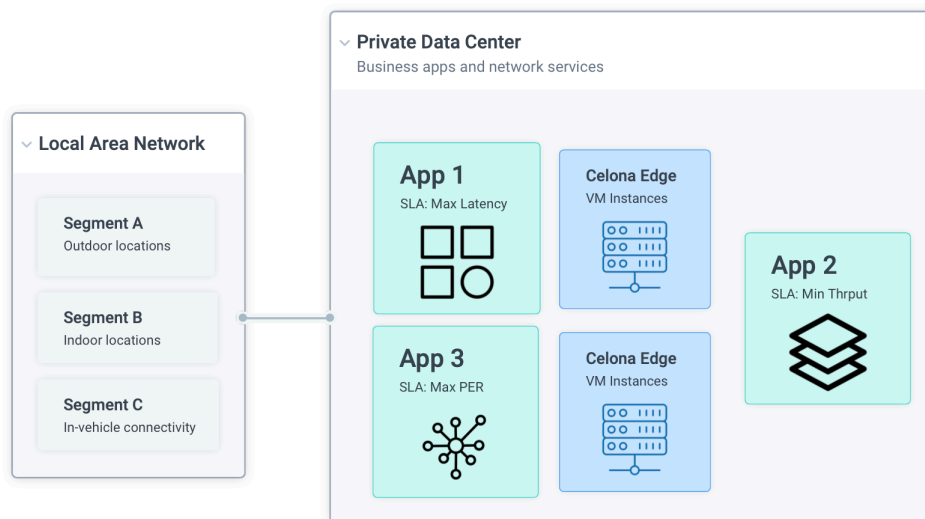 Private Data Center
Business apps and network services
Local Area Network
Segment A
Outdoor locations
Segment B
Indoor locations
Segment C
In-vehicle connectivity
App 1
SLA: Max Latency
Celona Edge
VM Instances
App 2
SLA: Min Thrput
App 3
SLA: Max PER
Celona Edge
VM Instances